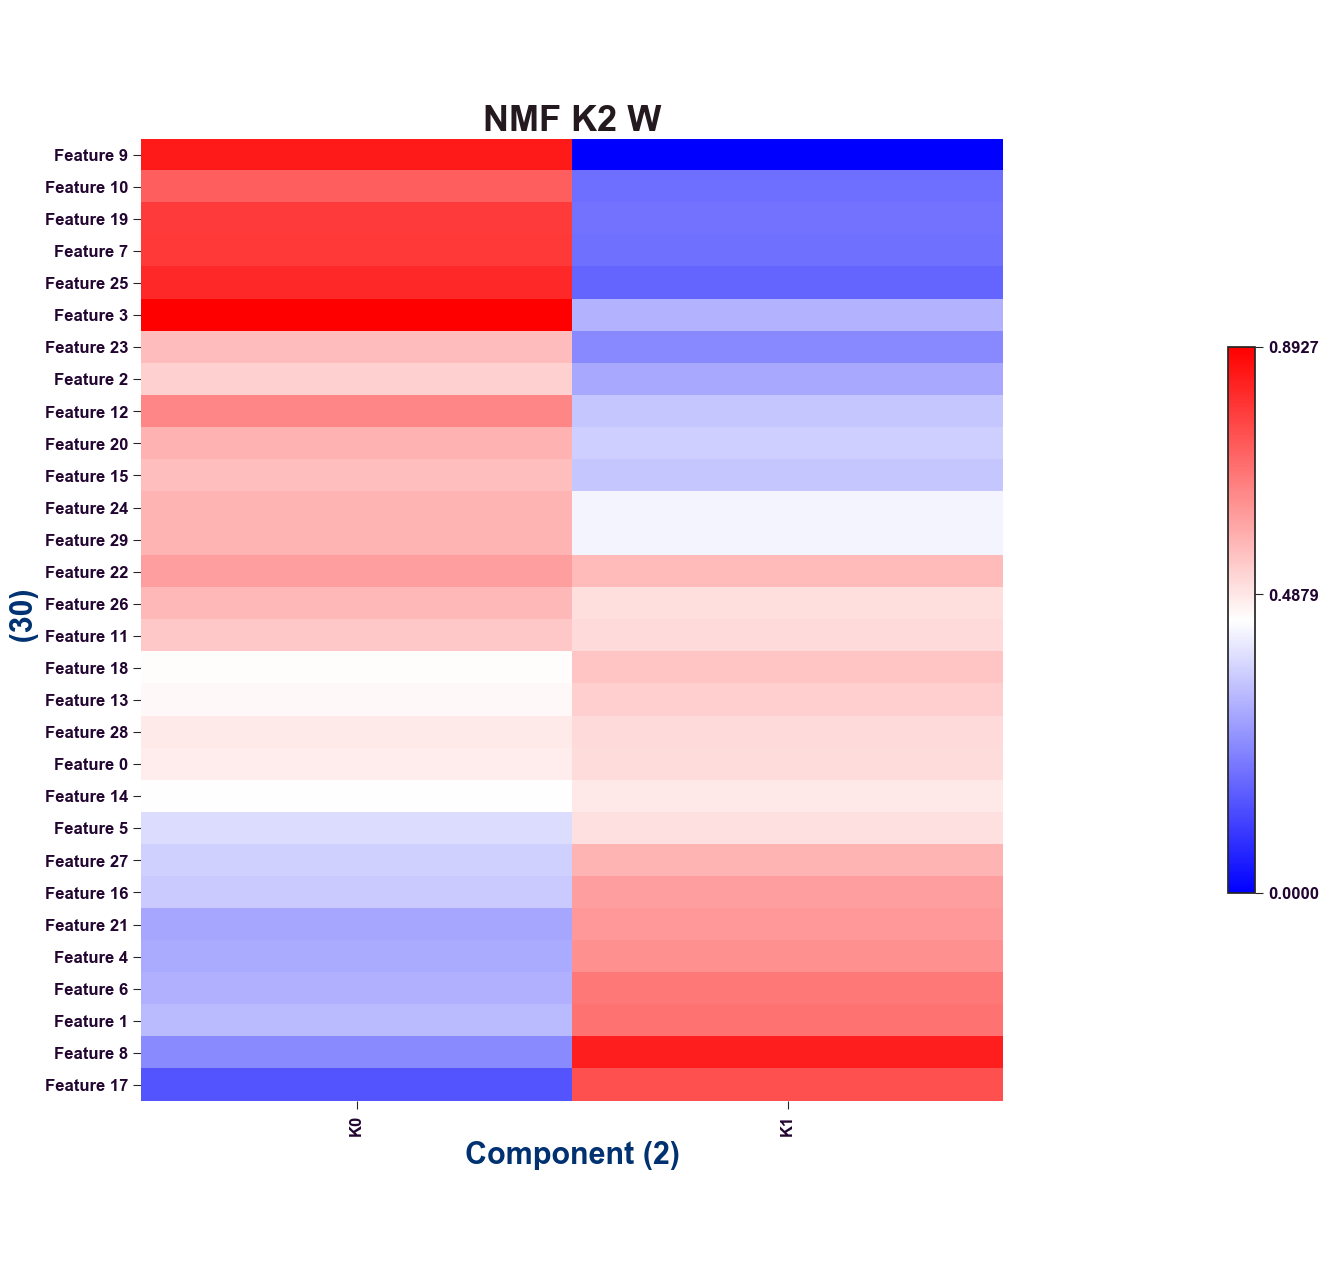 NMF K2 W
Feature 9
Feature 10
Feature 19
Feature 7
Feature 25
Feature 3
Feature 23
Feature 2
Feature 12
Feature 20
Feature 15
Feature 24
Feature 29
Feature 22
Feature 26
Feature 11
Feature 18
Feature 13
Feature 28
Feature 0
Feature 14
Feature 5
Feature 27
Feature 16
Feature 21
Feature 4
Feature 6
Feature 1
Feature 8
Feature 17
(30)
K0
K1
Component (2)
0.8927
0.4879
0.0000